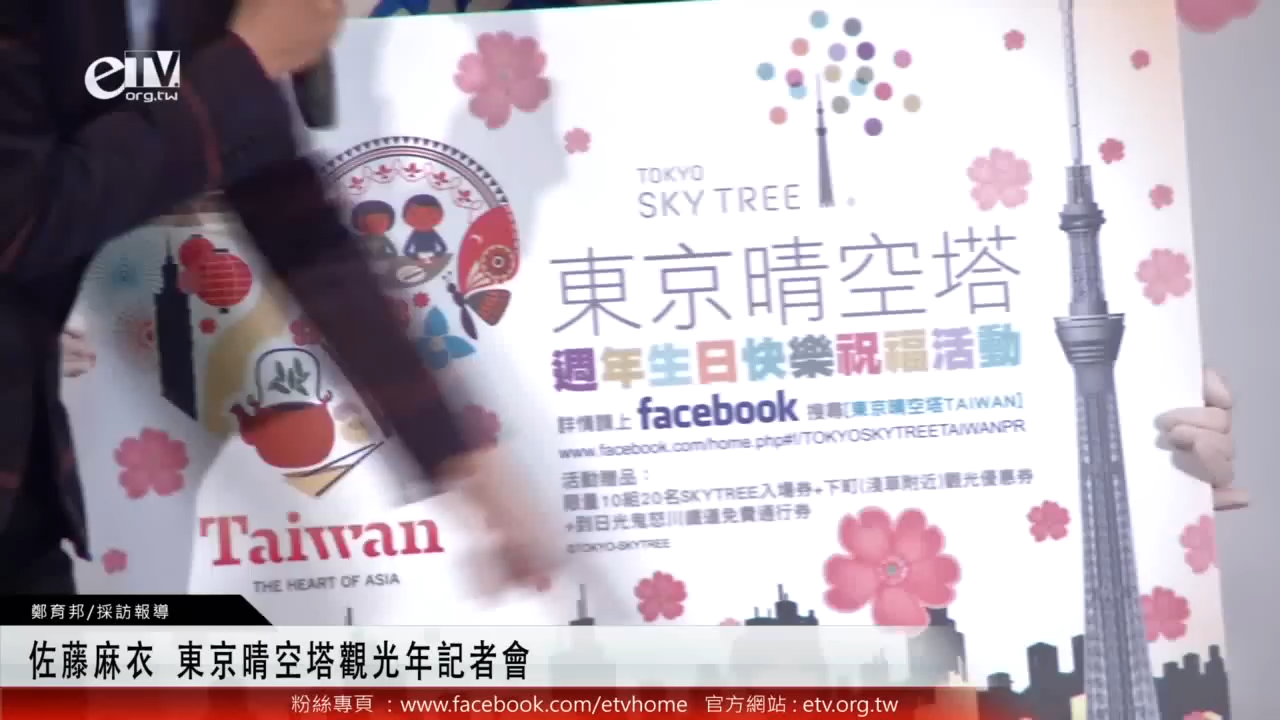 eTV
org.tw
TOKYO
SKY TREE
東京晴空塔
週年生日快樂祝福活動
詳情請上 facebook 搜尋[東京晴空塔TAIWAN]
www.facebook.com/home.php#!/TOKYOSKYTREETAIWANPR
活動贈品：
限量10組20名SKYTREE入場券+下町(淺草附近)觀光優惠券
+到日光鬼怒川鐵道免費通行券
©TOKYO-SKYTREE
Taiwan
THE HEART OF ASIA
鄭育邦/採訪報導
佐藤麻衣 東京晴空塔觀光年記者會
粉絲專頁 : www.facebook.com/etvhome 官方網站 : etv.org.tw